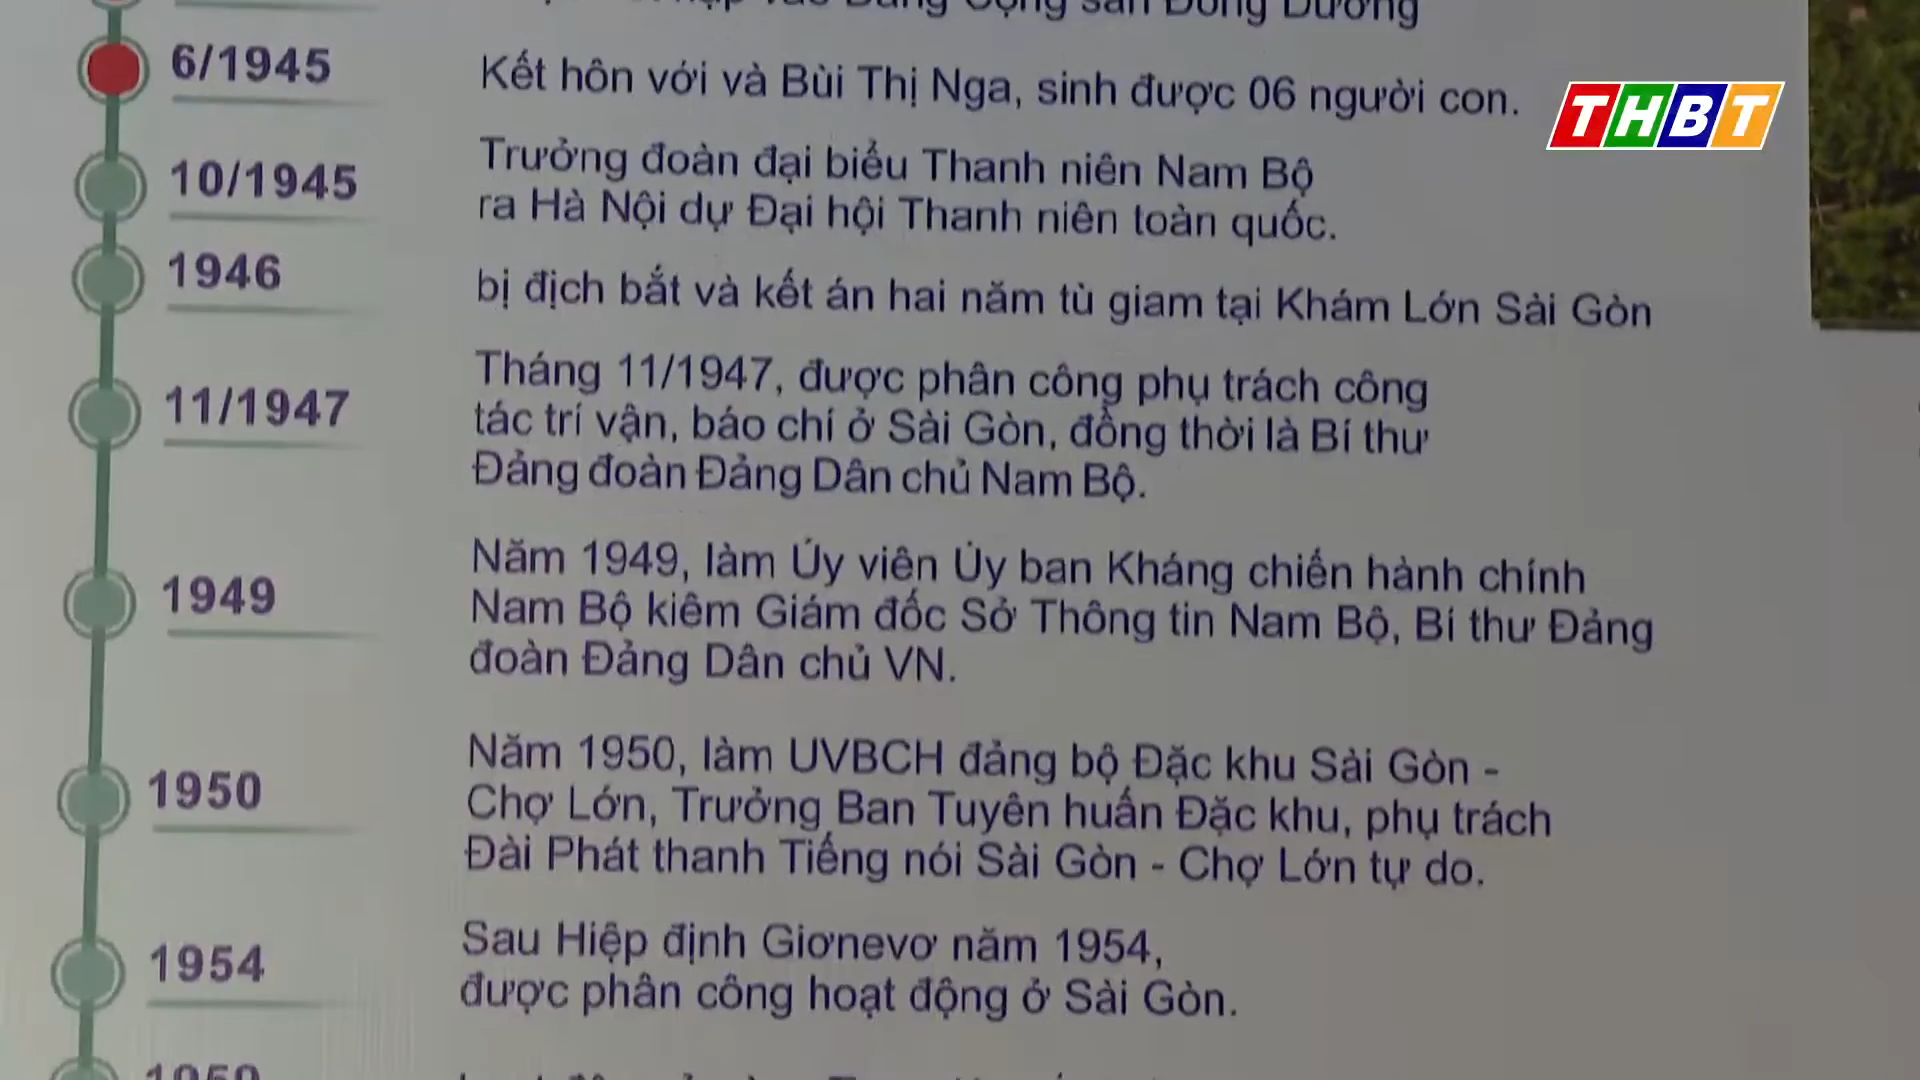 Đảng Cộng sản Đông Dương
6/1945
Kết hôn với và Bùi Thị Nga, sinh được 06 người con.
THBT
10/1945
Trưởng đoàn đại biểu Thanh niên Nam Bộ
ra Hà Nội dự Đại hội Thanh niên toàn quốc.
1946
bị địch bắt và kết án hai năm tù giam tại Khám Lớn Sài Gòn
11/1947
Tháng 11/1947, được phân công phụ trách công
tác trí vận, báo chí ở Sài Gòn, đồng thời là Bí thư
Đảng đoàn Đảng Dân chủ Nam Bộ.
1949
Năm 1949, làm Ủy viên Ủy ban Kháng chiến hành chính
Nam Bộ kiêm Giám đốc Sở Thông tin Nam Bộ, Bí thư Đảng
đoàn Đảng Dân chủ VN.
1950
Năm 1950, làm UVBCH đảng bộ Đặc khu Sài Gòn -
Chợ Lớn, Trưởng Ban Tuyên huấn Đặc khu, phụ trách
Đài Phát thanh Tiếng nói Sài Gòn - Chợ Lớn tự do.
1954
Sau Hiệp định Giơnevơ năm 1954,
được phân công hoạt động ở Sài Gòn.